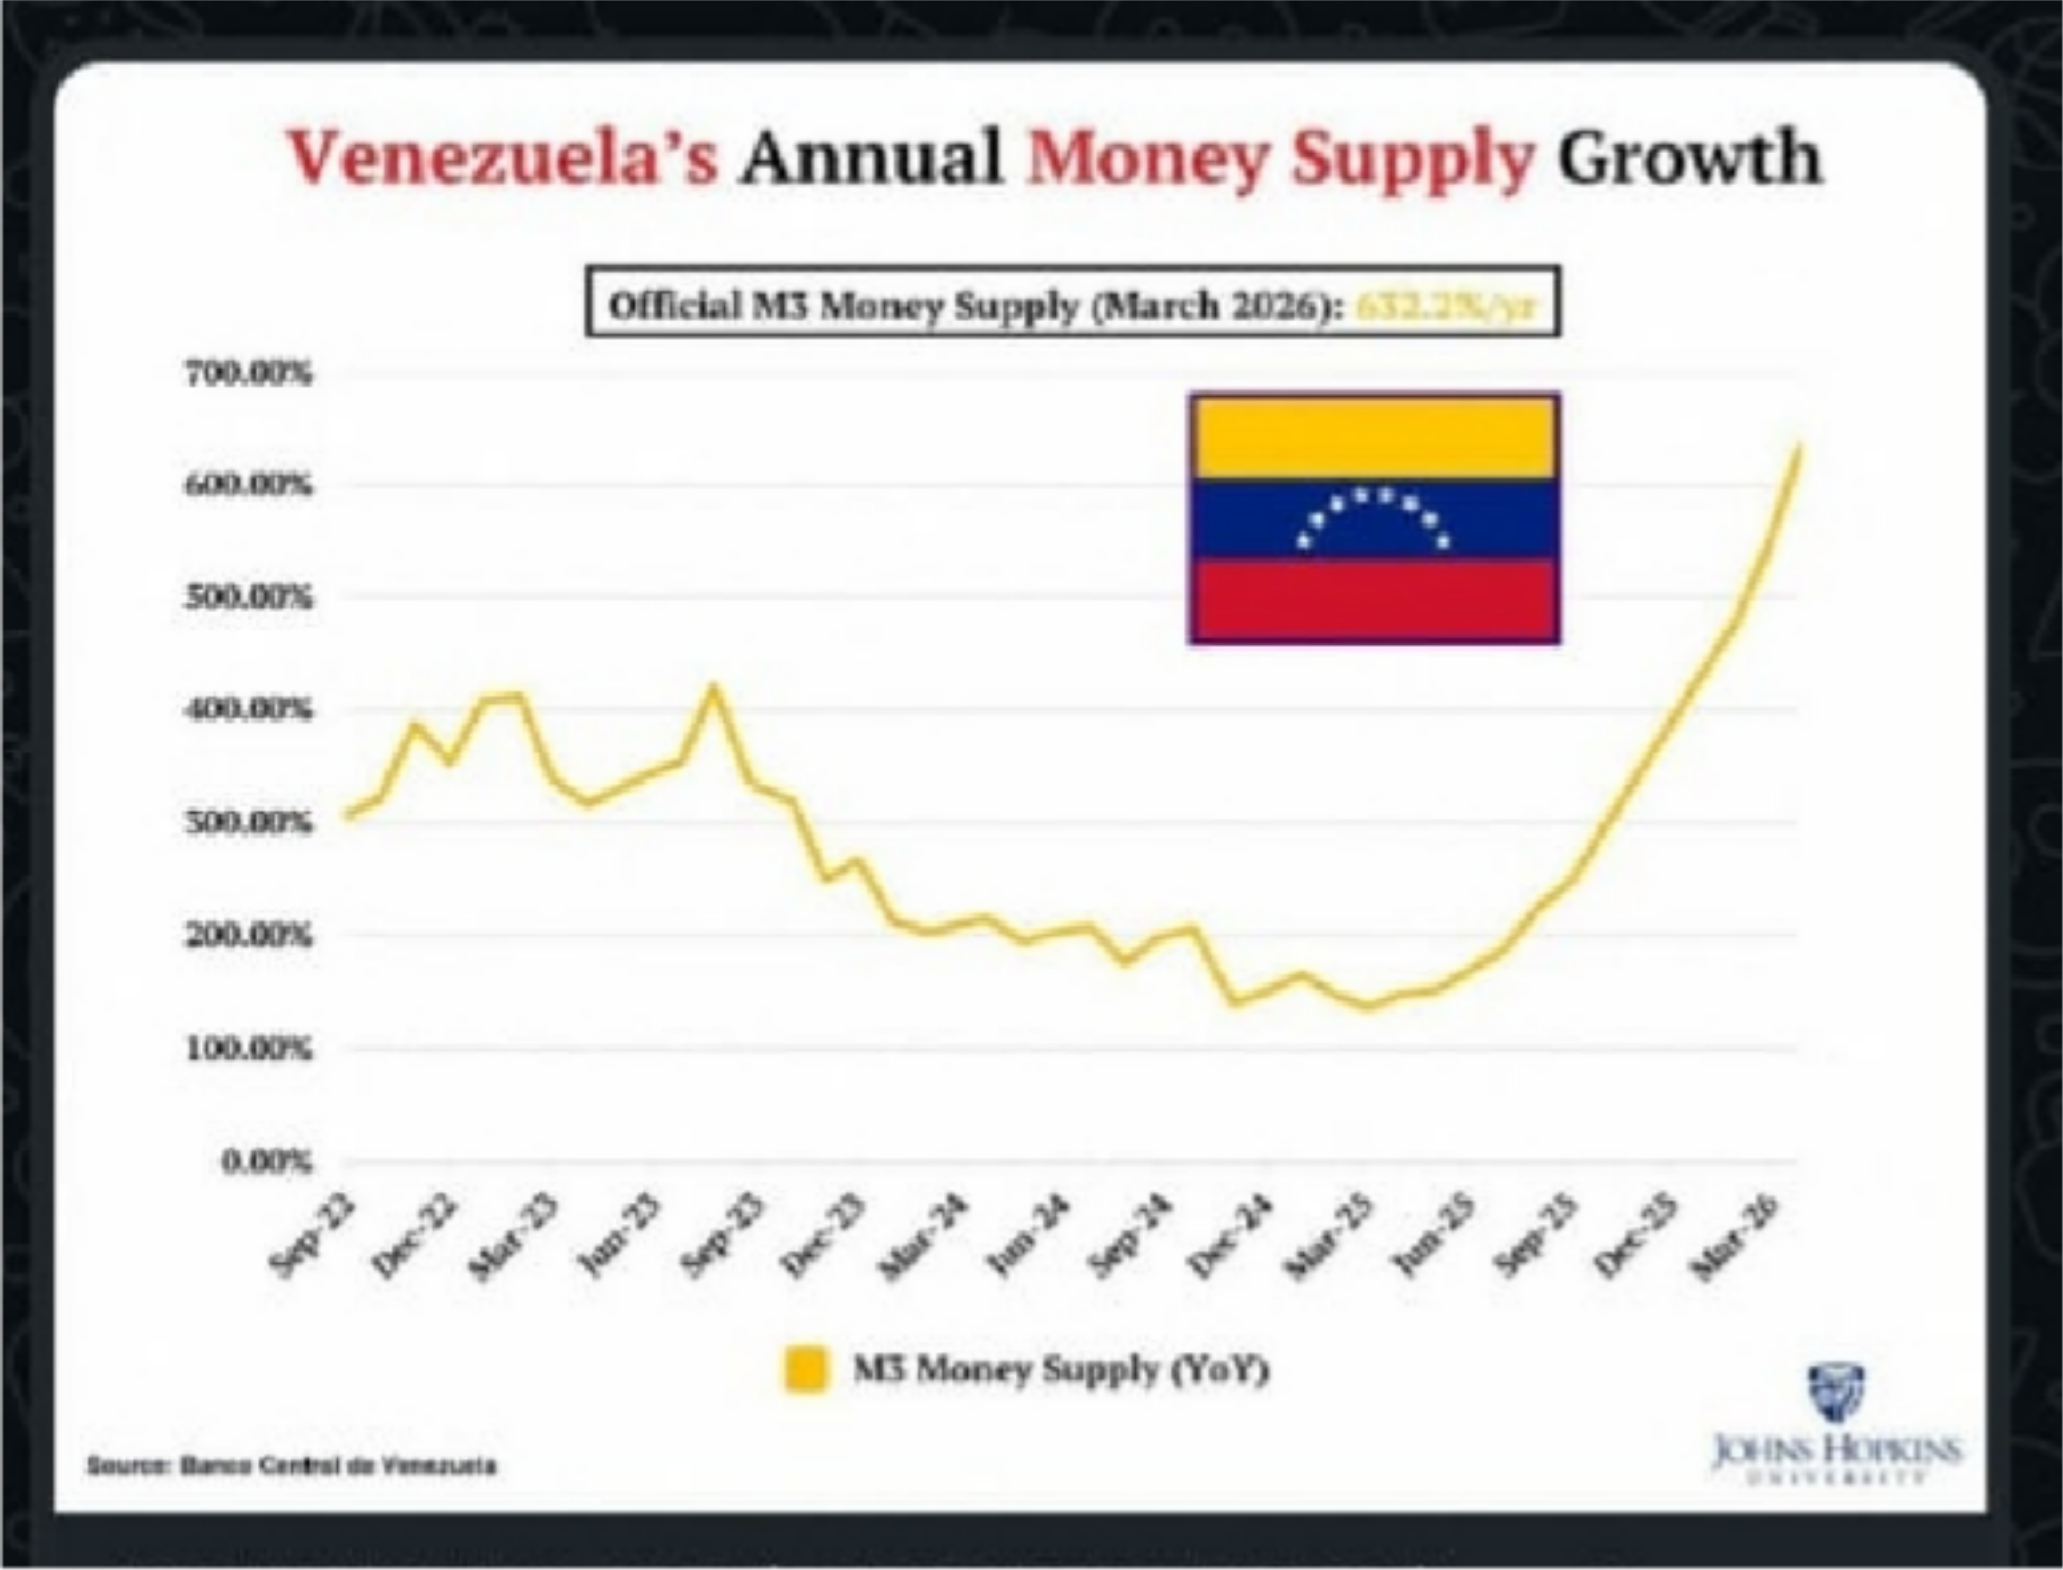 Venezuela's Annual Money Supply Growth
Official M3 Money Supply (March 2026): 632.2%/yr
700.00%
600.00%
500.00%
400.00%
300.00%
200.00%
100.00%
0.00%
Sep-22
Dec-22
Mar-23
Jun-23
Sep-23
Dec-23
Mar-24
Jun-24
Sep-24
Dec-24
Mar-25
Jun-25
Sep-25
Dec-25
Mar-26
M3 Money Supply (YoY)
Source: Banco Central de Venezuela
JOHNS HOPKINS
UNIVERSITY